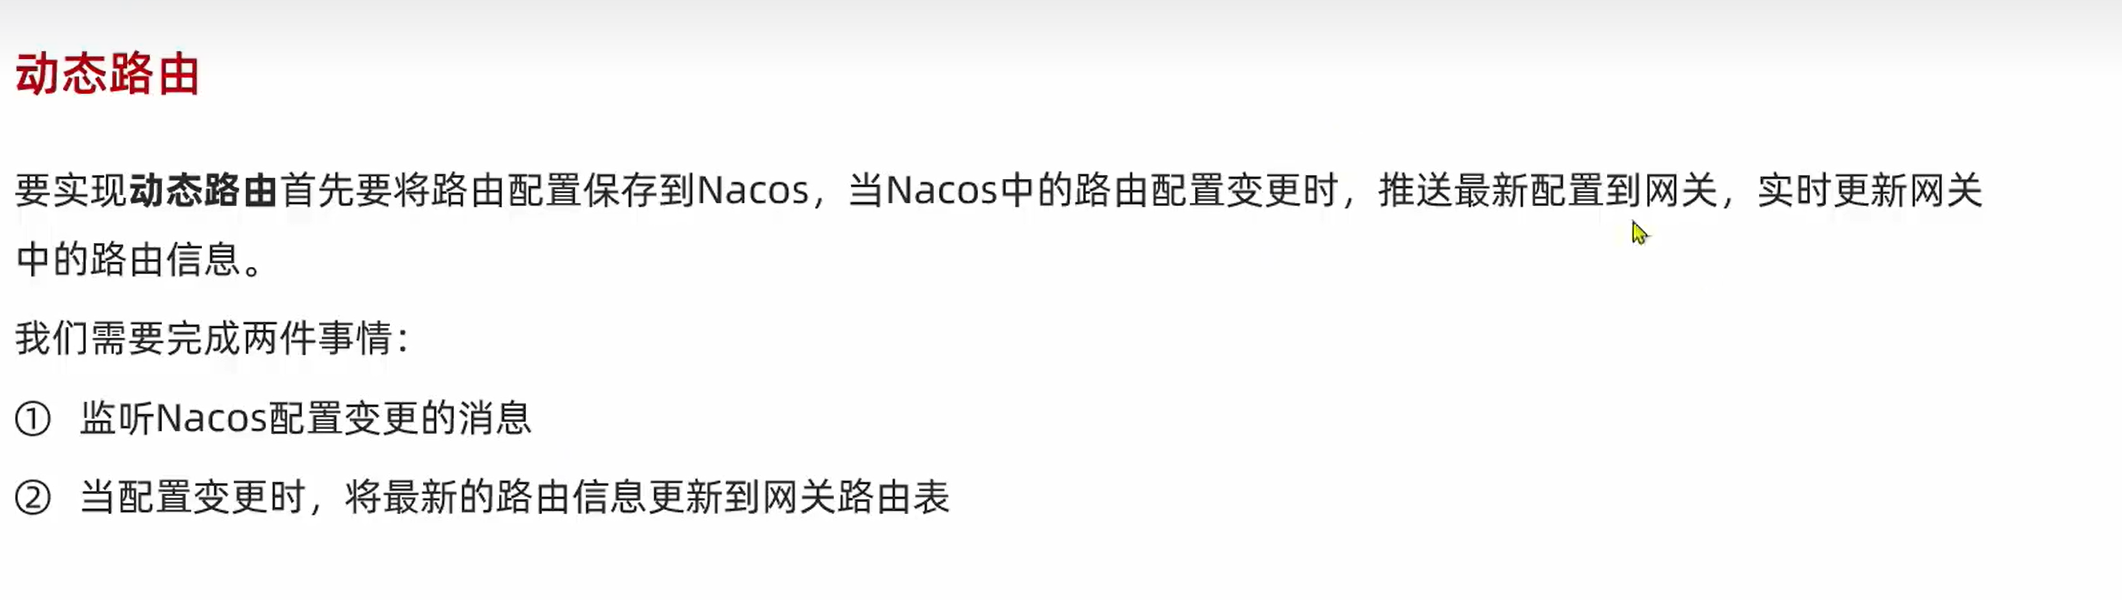 动态路由
要实现动态路由首先要将路由配置保存到Nacos，当Nacos中的路由配置变更时，推送最新配置到网关，实时更新网关
中的路由信息。
我们需要完成两件事情：
① 监听Nacos配置变更的消息
② 当配置变更时，将最新的路由信息更新到网关路由表